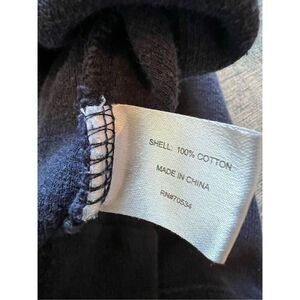 SHELL: 100% COTTON
MADE IN CHINA
RN#70534